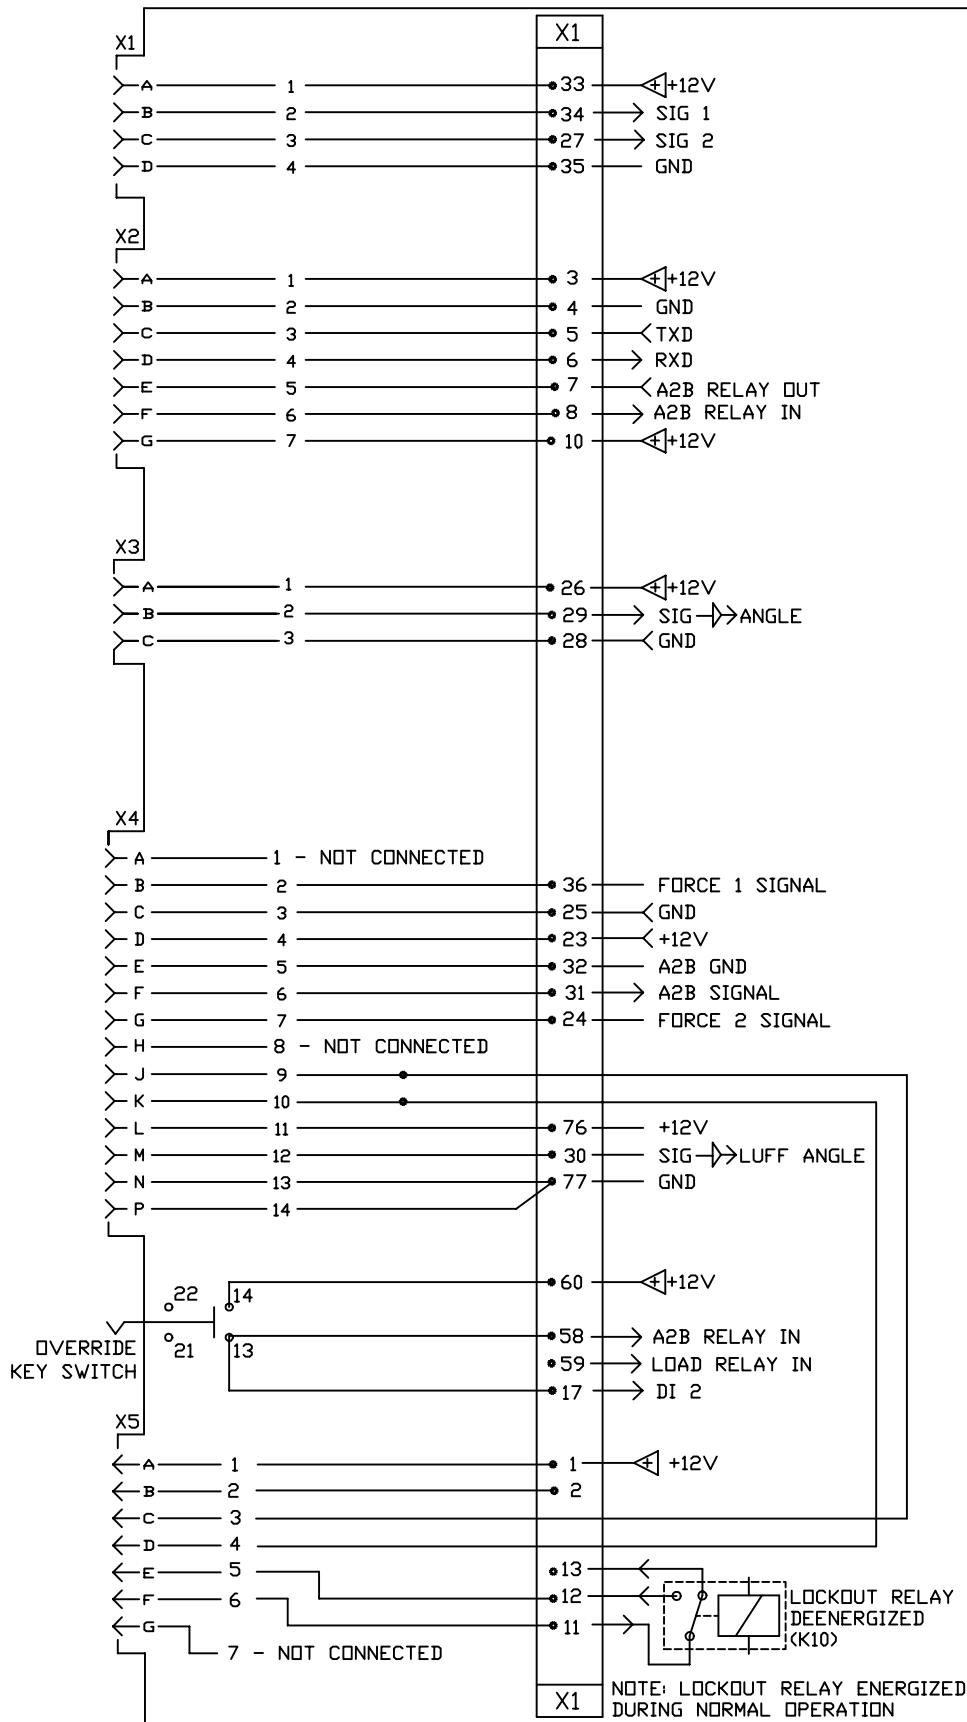 X1
X1
A 1 33 +12V
B 2 34 SIG 1
C 3 27 SIG 2
D 4 35 GND
X2
A 1 3 +12V
B 2 4 GND
C 3 5 TXD
D 4 6 RXD
E 5 7 A2B RELAY OUT
F 6 8 A2B RELAY IN
G 7 10 +12V
X3
A 1 26 +12V
B 2 29 SIG ANGLE
C 3 28 GND
X4
A 1 - NOT CONNECTED
B 2 36 FORCE 1 SIGNAL
C 3 25 GND
D 4 23 +12V
E 5 32 A2B GND
F 6 31 A2B SIGNAL
G 7 24 FORCE 2 SIGNAL
H 8 - NOT CONNECTED
J 9
K 10
L 11 76 +12V
M 12 30 SIG LUFF ANGLE
N 13 77 GND
P 14
22 14 60 +12V
21 13 58 A2B RELAY IN
OVERRIDE
KEY SWITCH
59 LOAD RELAY IN
17 DI 2
X5
A 1 1 +12V
B 2 2
C 3
D 4
E 5 13
F 6 12
G 11
7 - NOT CONNECTED
LOCKOUT RELAY
DEENERGIZED
(K10)
X1
NOTE: LOCKOUT RELAY ENERGIZED
DURING NORMAL OPERATION